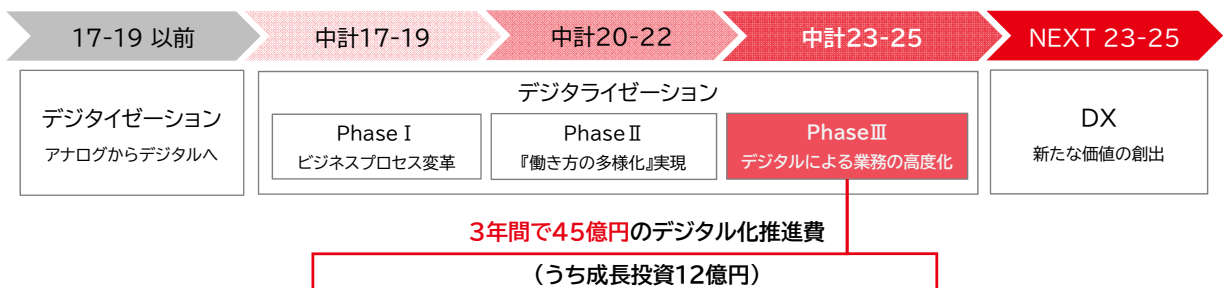 17-19 以前
中計17-19
中計20-22
中計23-25
NEXT 23-25
デジタイゼーション
アナログからデジタルへ
デジタライゼーション
Phase Ⅰ
ビジネスプロセス変革
Phase Ⅱ
『働き方の多様化』実現
PhaseⅢ
デジタルによる業務の高度化
DX
新たな価値の創出
3年間で45億円のデジタル化推進費
（うち成長投資12億円）